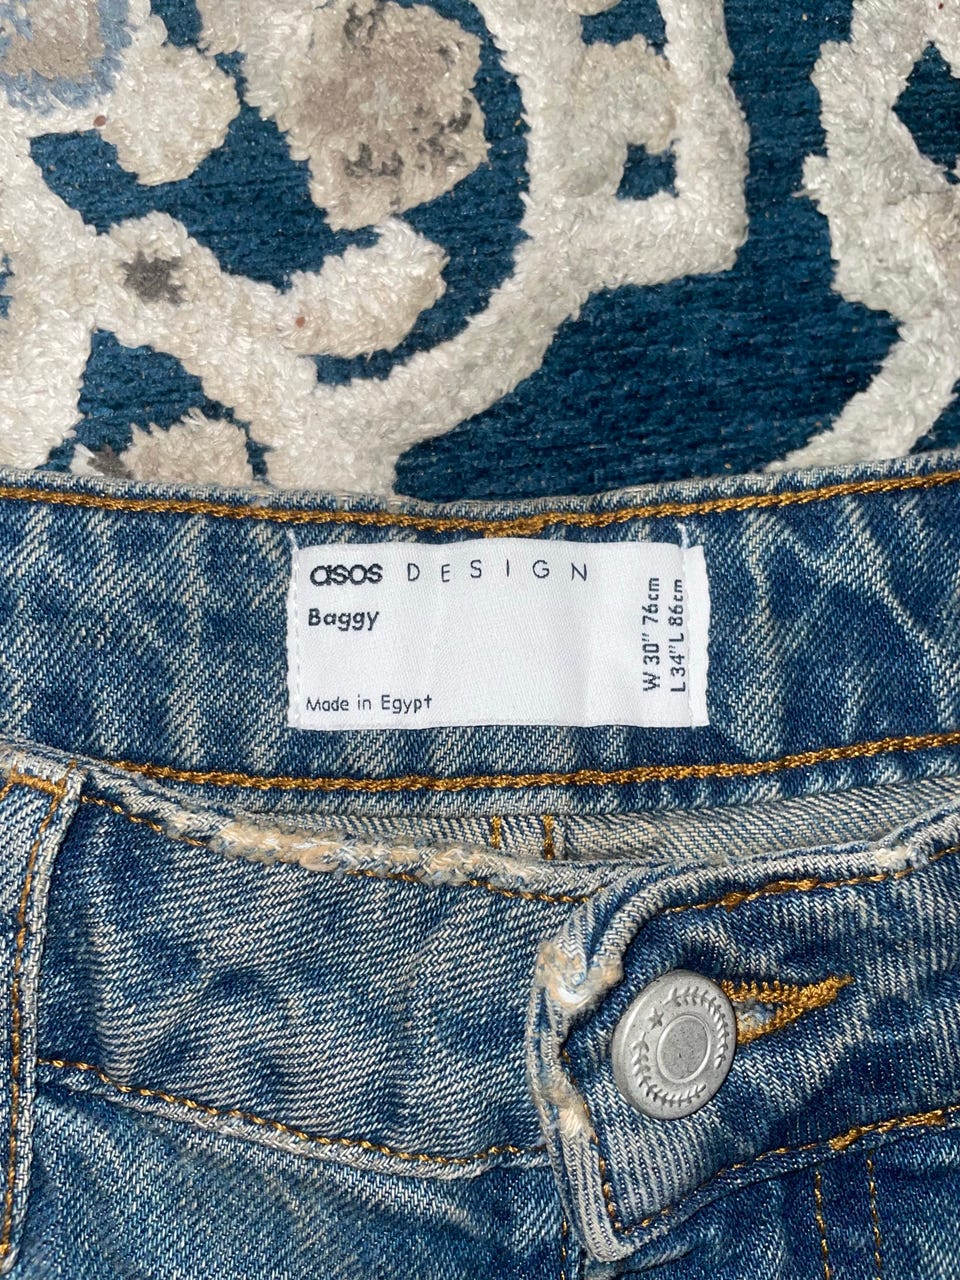 asos DESIGN
Baggy
Made in Egypt
W 30" 76cm
L 34" L 86cm